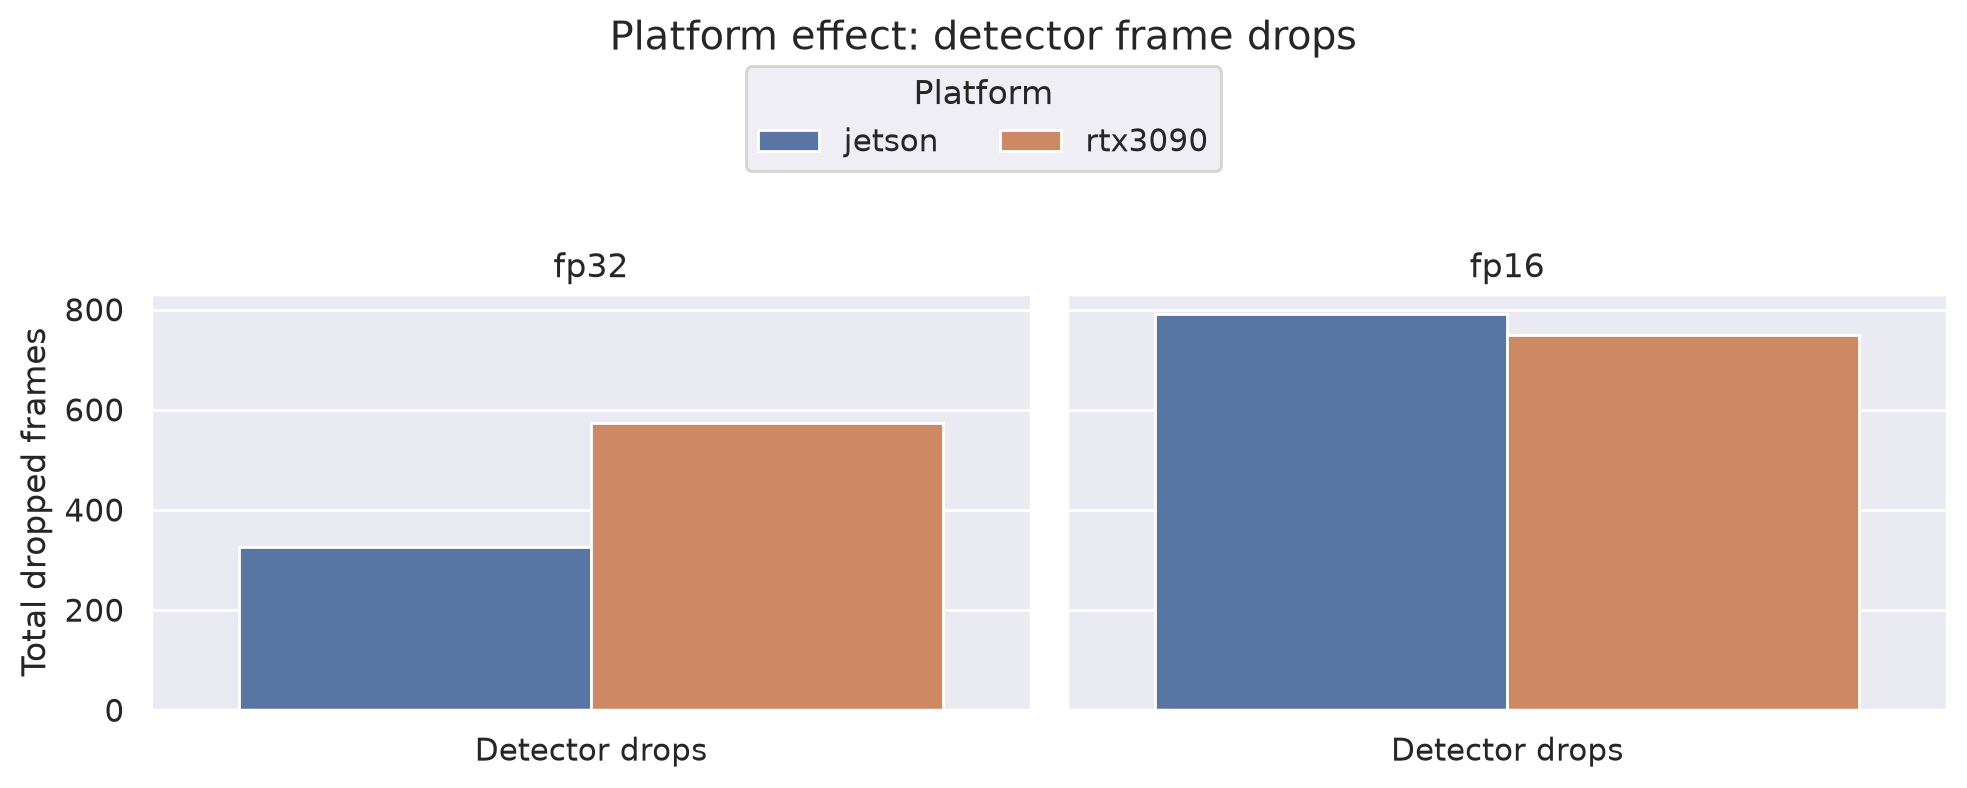 Platform effect: detector frame drops
Platform
jetson rtx3090
fp32
fp16
Total dropped frames
800
600
400
200
0
Detector drops
Detector drops